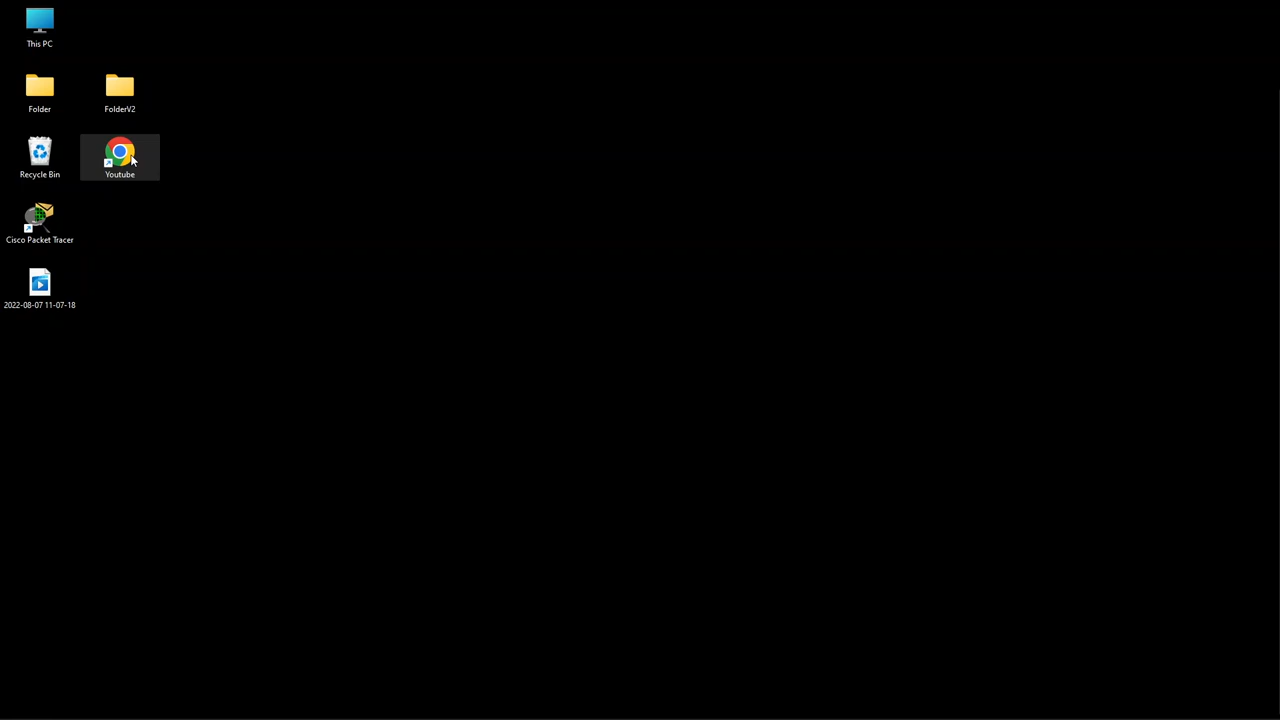 This PC
Folder
FolderV2
Recycle Bin
Youtube
Cisco Packet Tracer
2022-08-07 11-07-18